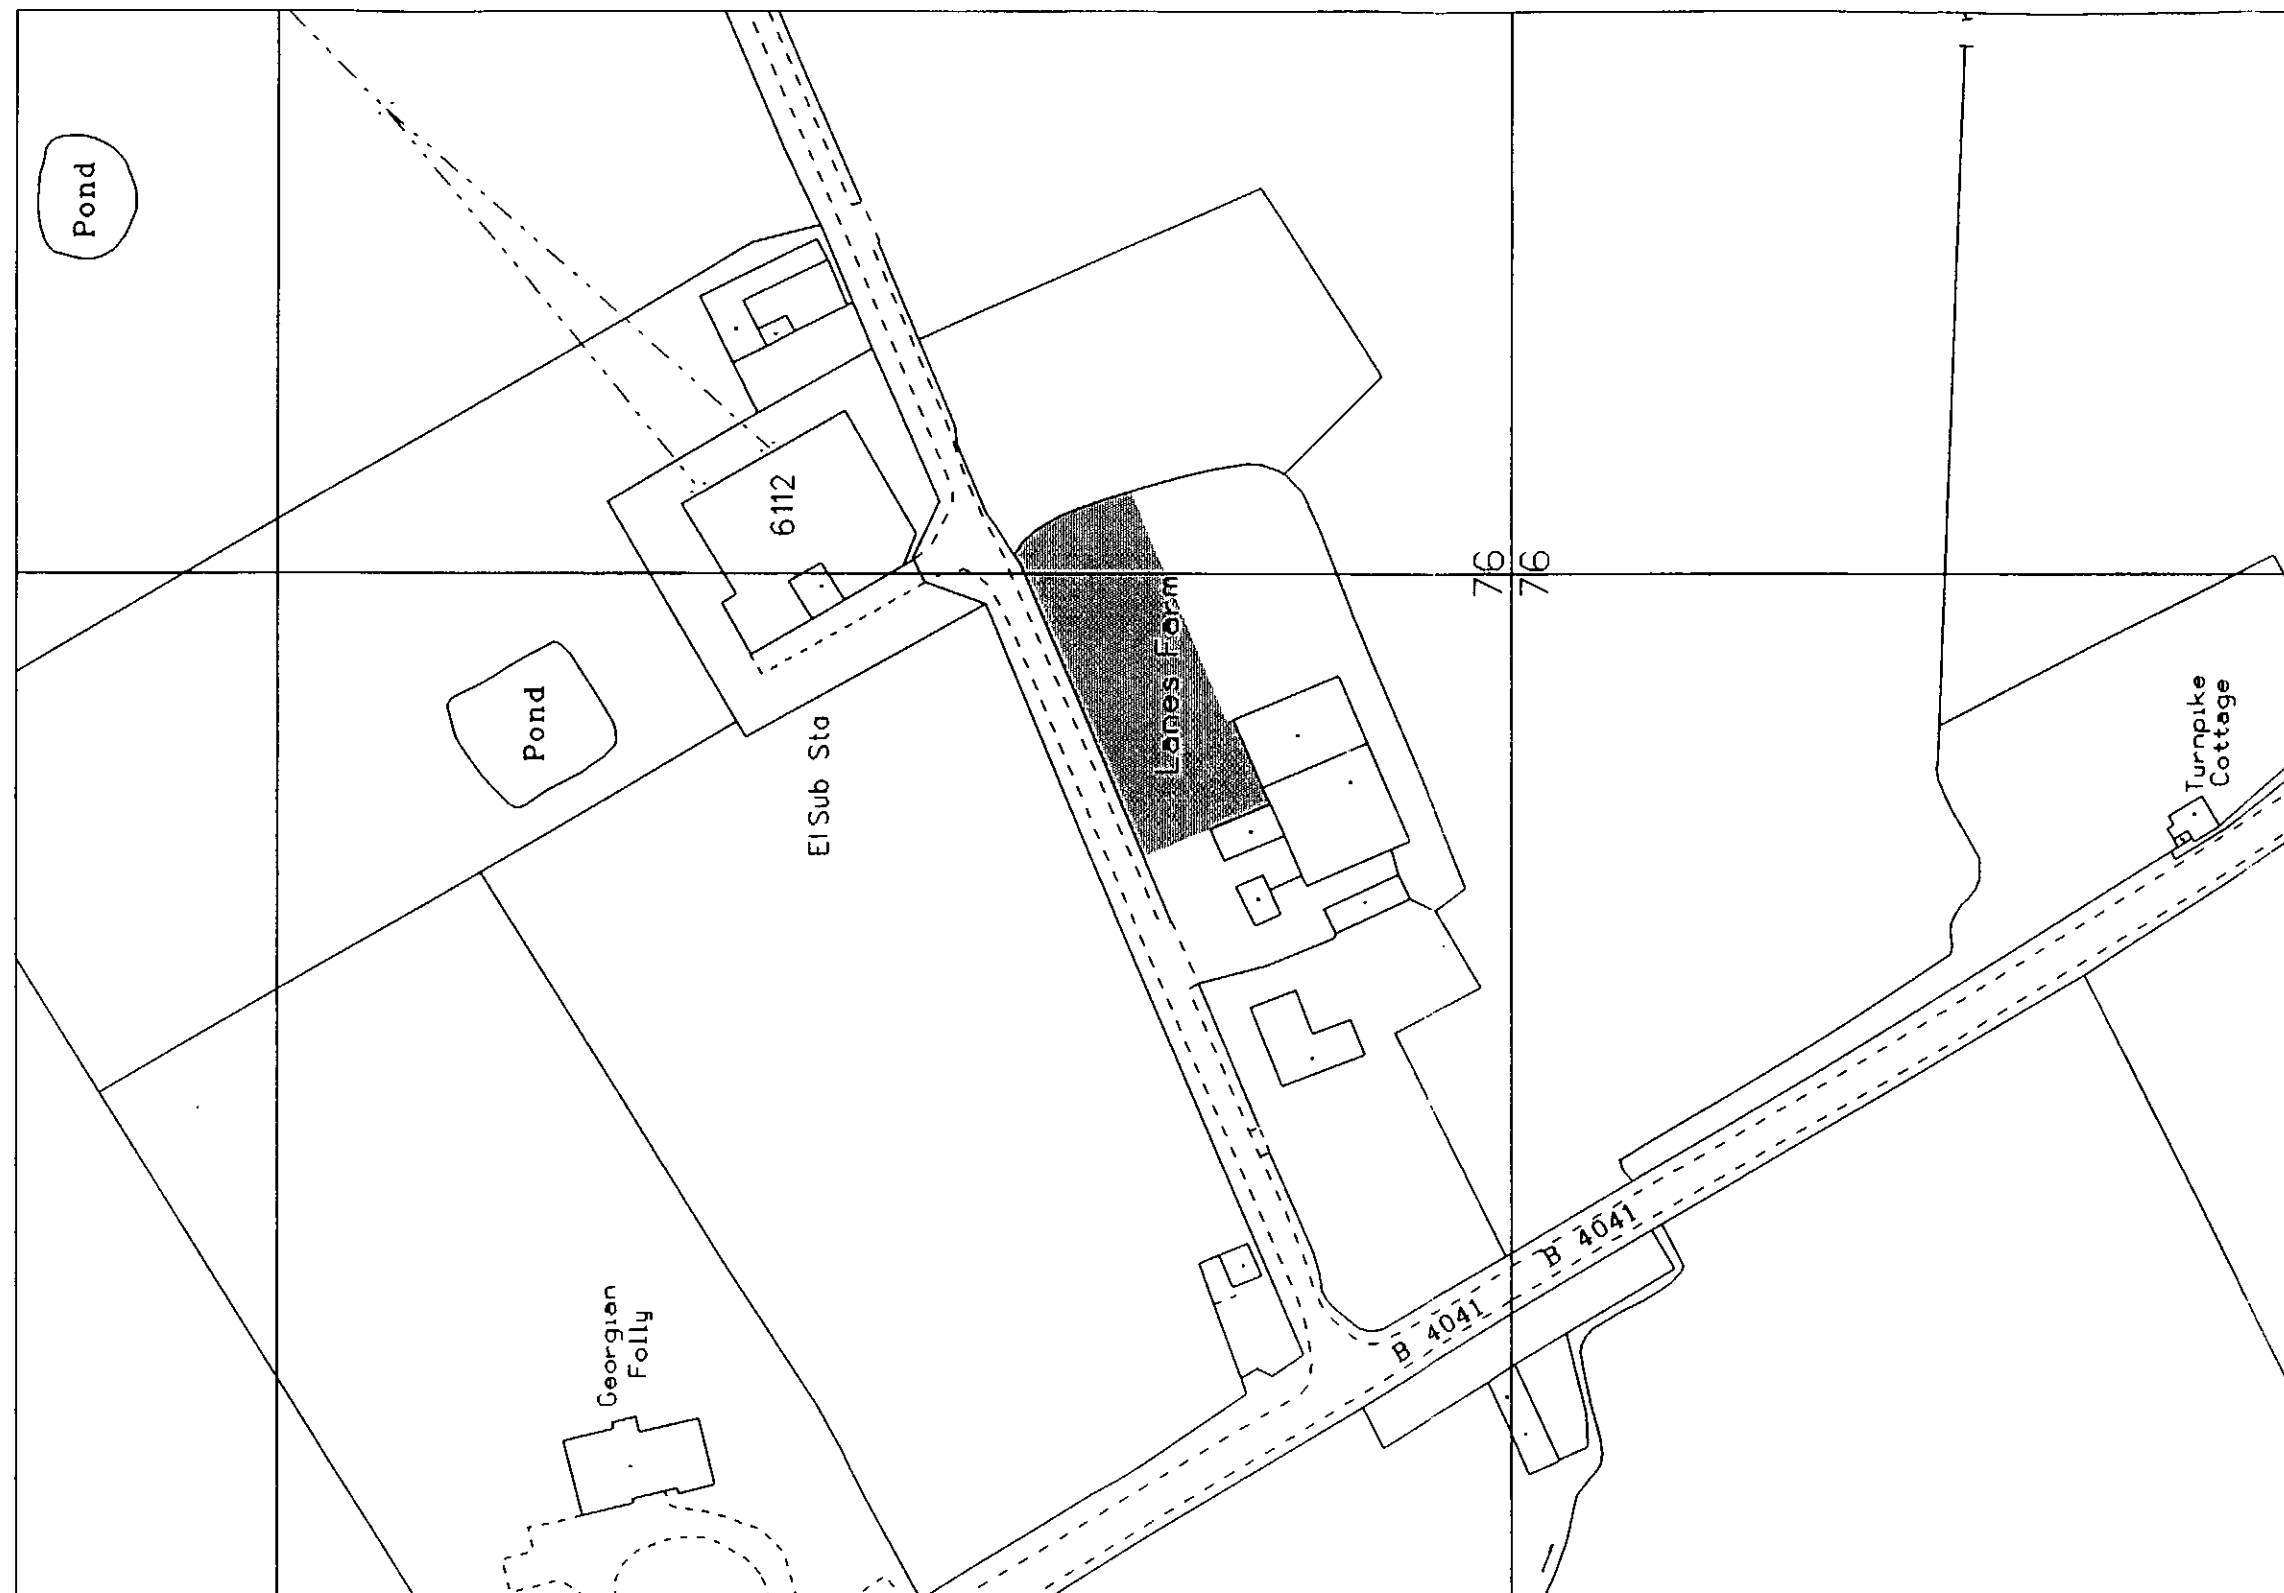 Pond
6112
Pond
El Sub Sta
Lanes Farm
76
76
Turnpike
Cottage
B 4041
B 4041
Georgian
Folly